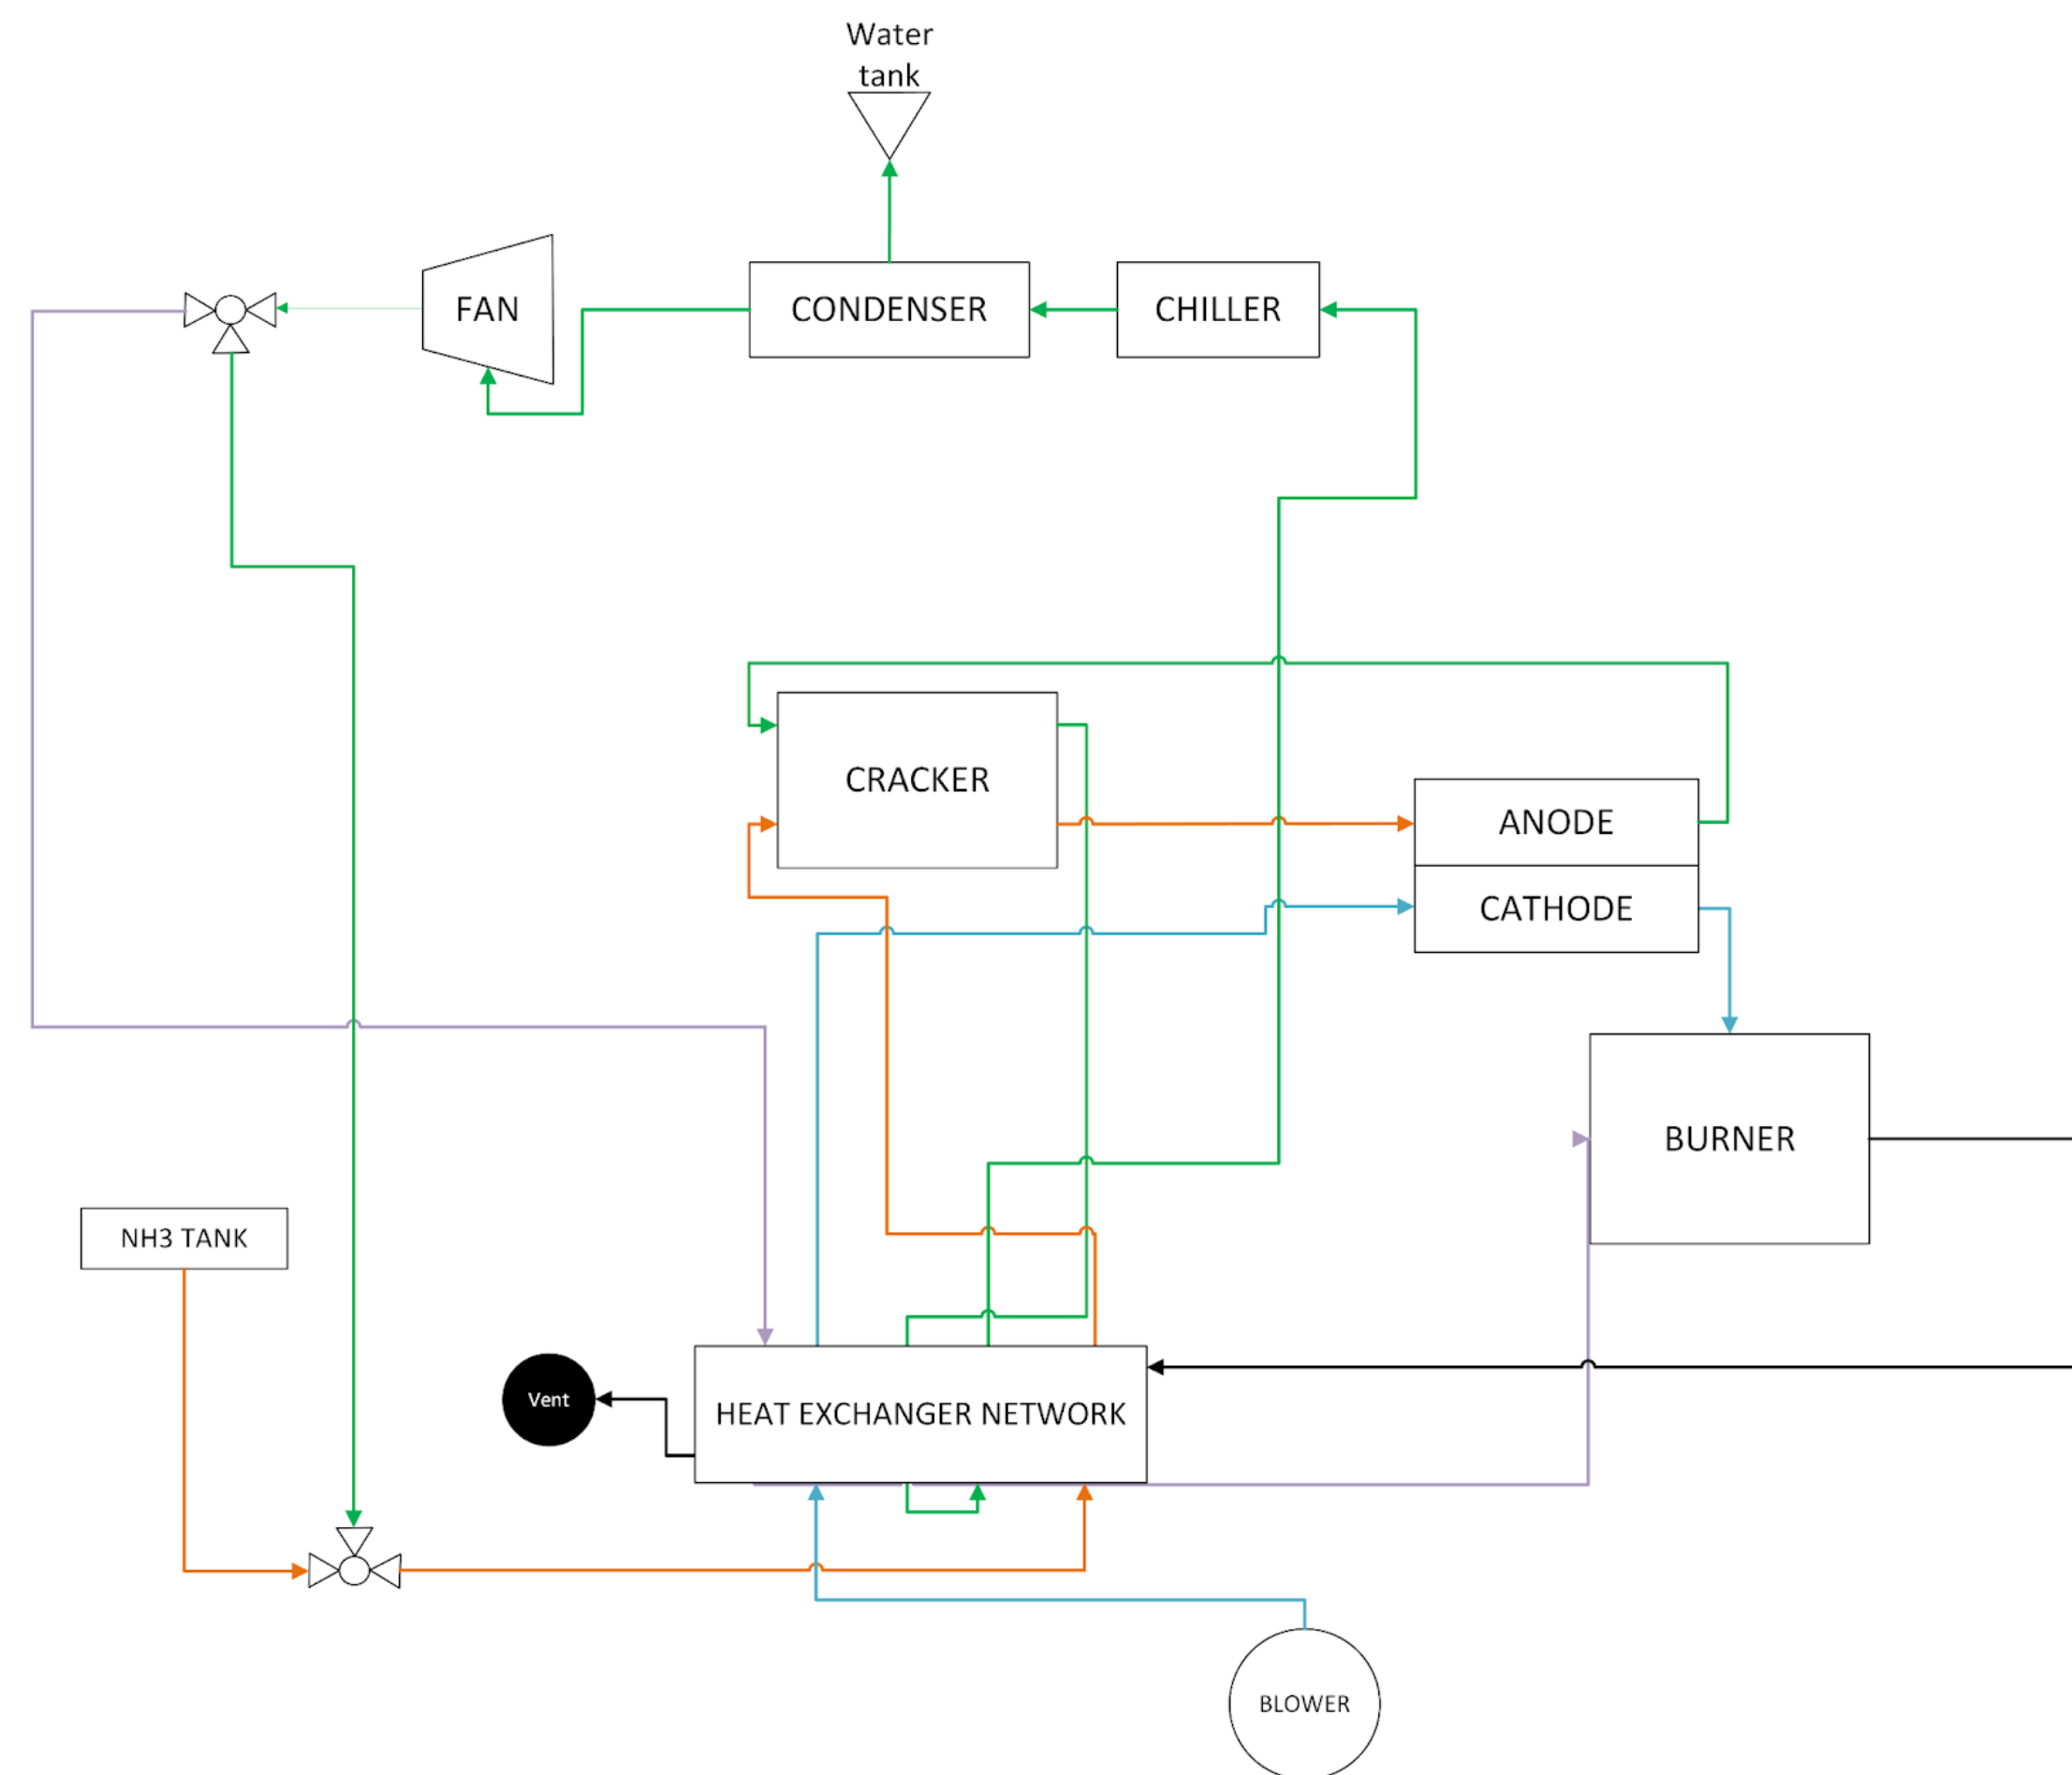 Water
tank
FAN
CONDENSER
CHILLER
CRACKER
ANODE
CATHODE
BURNER
NH3 TANK
Vent
HEAT EXCHANGER NETWORK
BLOWER